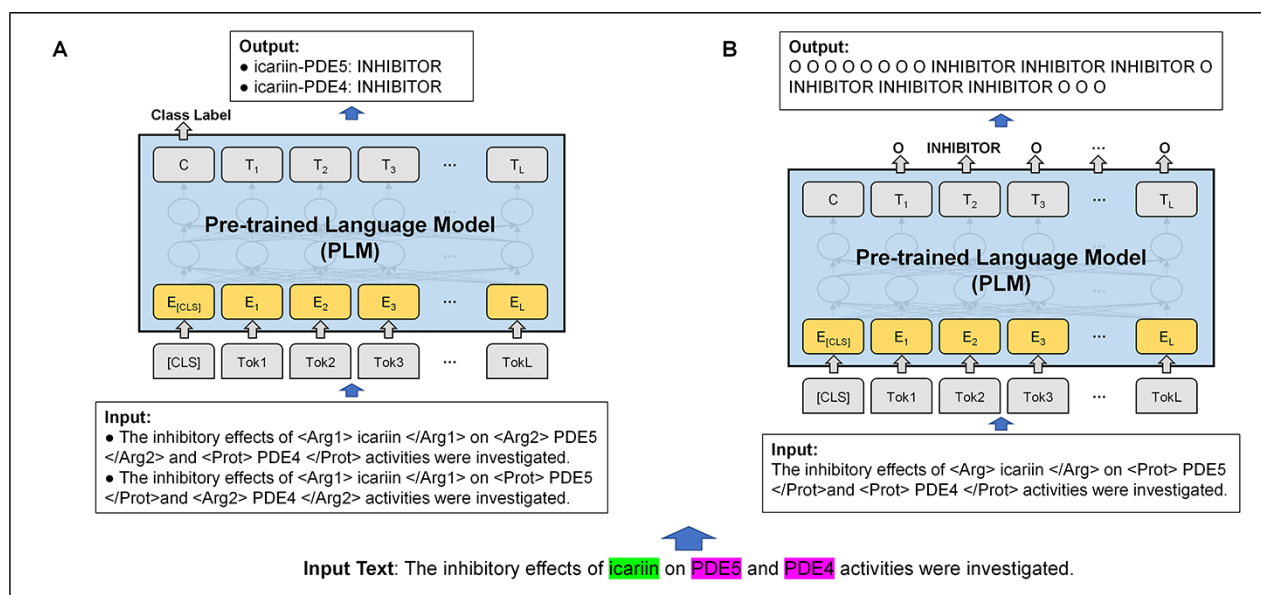 A
Output:
● icariin-PDE5: INHIBITOR
● icariin-PDE4: INHIBITOR
Class Label
C T1 T2 T3 ... TL
Pre-trained Language Model
(PLM)
E[CLS] E1 E2 E3 ... EL
[CLS] Tok1 Tok2 Tok3 ... TokL
Input:
● The inhibitory effects of <Arg1> icariin </Arg1> on <Arg2> PDE5
</Arg2> and <Prot> PDE4 </Prot> activities were investigated.
● The inhibitory effects of <Arg1> icariin </Arg1> on <Prot> PDE5
</Prot>and <Arg2> PDE4 </Arg2> activities were investigated.
B
Output:
O O O O O O O O INHIBITOR INHIBITOR INHIBITOR O
INHIBITOR INHIBITOR INHIBITOR O O O
O INHIBITOR O ... O
C T1 T2 T3 ... TL
Pre-trained Language Model
(PLM)
E[CLS] E1 E2 E3 ... EL
[CLS] Tok1 Tok2 Tok3 ... TokL
Input:
The inhibitory effects of <Arg> icariin </Arg> on <Prot> PDE5
</Prot>and <Prot> PDE4 </Prot> activities were investigated.
Input Text: The inhibitory effects of icariin on PDE5 and PDE4 activities were investigated.